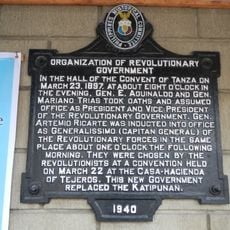 PHILIPPINES HISTORICAL COMMITTEE
ORGANIZATION OF REVOLUTIONARY
GOVERNMENT
IN THE HALL OF THE CONVENT OF TANZA ON
MARCH 23, 1897, AT ABOUT EIGHT O'CLOCK IN
THE EVENING, GEN. E. AGUINALDO AND GEN.
MARIANO TRIAS TOOK OATHS AND ASSUMED
OFFICE AS PRESIDENT AND VICE-PRESIDENT
OF THE REVOLUTIONARY GOVERNMENT. GEN.
ARTEMIO RICARTE WAS INDUCTED INTO OFFICE
AS GENERALISSIMO (CAPITAN GENERAL) OF
THE REVOLUTIONARY FORCES IN THE SAME
PLACE ABOUT ONE O'CLOCK THE FOLLOWING
MORNING. THEY WERE CHOSEN BY THE
REVOLUTIONISTS AT A CONVENTION HELD
ON MARCH 22 AT THE CASA-HACIENDA
OF TEJEROS. THIS NEW GOVERNMENT
REPLACED THE KATIPUNAN.
1940